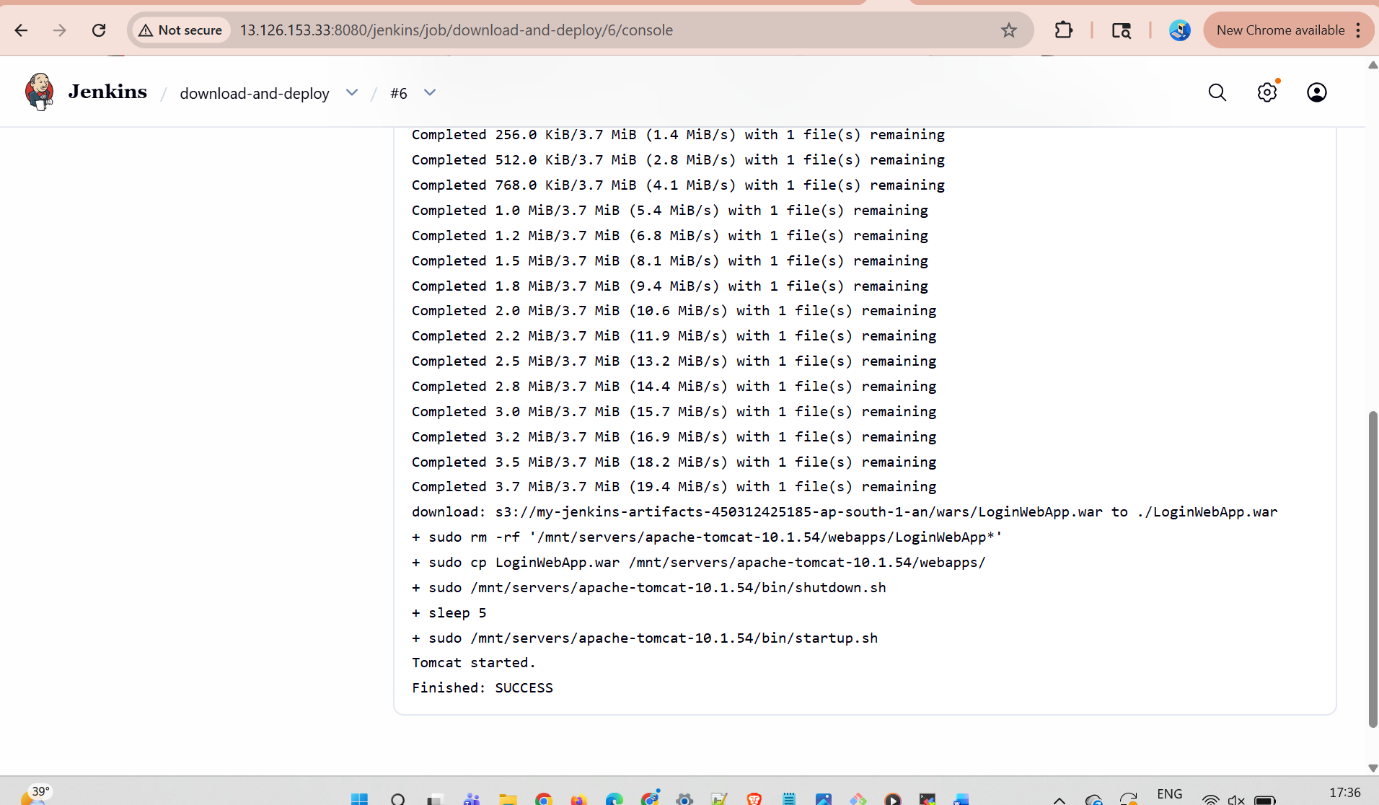 Not secure 13.126.153.33:8080/jenkins/job/download-and-deploy/6/console New Chrome available
Jenkins / download-and-deploy / #6
Completed 256.0 KiB/3.7 MiB (1.4 MiB/s) with 1 file(s) remaining
Completed 512.0 KiB/3.7 MiB (2.8 MiB/s) with 1 file(s) remaining
Completed 768.0 KiB/3.7 MiB (4.1 MiB/s) with 1 file(s) remaining
Completed 1.0 MiB/3.7 MiB (5.4 MiB/s) with 1 file(s) remaining
Completed 1.2 MiB/3.7 MiB (6.8 MiB/s) with 1 file(s) remaining
Completed 1.5 MiB/3.7 MiB (8.1 MiB/s) with 1 file(s) remaining
Completed 1.8 MiB/3.7 MiB (9.4 MiB/s) with 1 file(s) remaining
Completed 2.0 MiB/3.7 MiB (10.6 MiB/s) with 1 file(s) remaining
Completed 2.2 MiB/3.7 MiB (11.9 MiB/s) with 1 file(s) remaining
Completed 2.5 MiB/3.7 MiB (13.2 MiB/s) with 1 file(s) remaining
Completed 2.8 MiB/3.7 MiB (14.4 MiB/s) with 1 file(s) remaining
Completed 3.0 MiB/3.7 MiB (15.7 MiB/s) with 1 file(s) remaining
Completed 3.2 MiB/3.7 MiB (16.9 MiB/s) with 1 file(s) remaining
Completed 3.5 MiB/3.7 MiB (18.2 MiB/s) with 1 file(s) remaining
Completed 3.7 MiB/3.7 MiB (19.4 MiB/s) with 1 file(s) remaining
download: s3://my-jenkins-artifacts-450312425185-ap-south-1-an/wars/LoginWebApp.war to ./LoginWebApp.war
+ sudo rm -rf '/mnt/servers/apache-tomcat-10.1.54/webapps/LoginWebApp*'
+ sudo cp LoginWebApp.war /mnt/servers/apache-tomcat-10.1.54/webapps/
+ sudo /mnt/servers/apache-tomcat-10.1.54/bin/shutdown.sh
+ sleep 5
+ sudo /mnt/servers/apache-tomcat-10.1.54/bin/startup.sh
Tomcat started.
Finished: SUCCESS
39° ENG 17:36